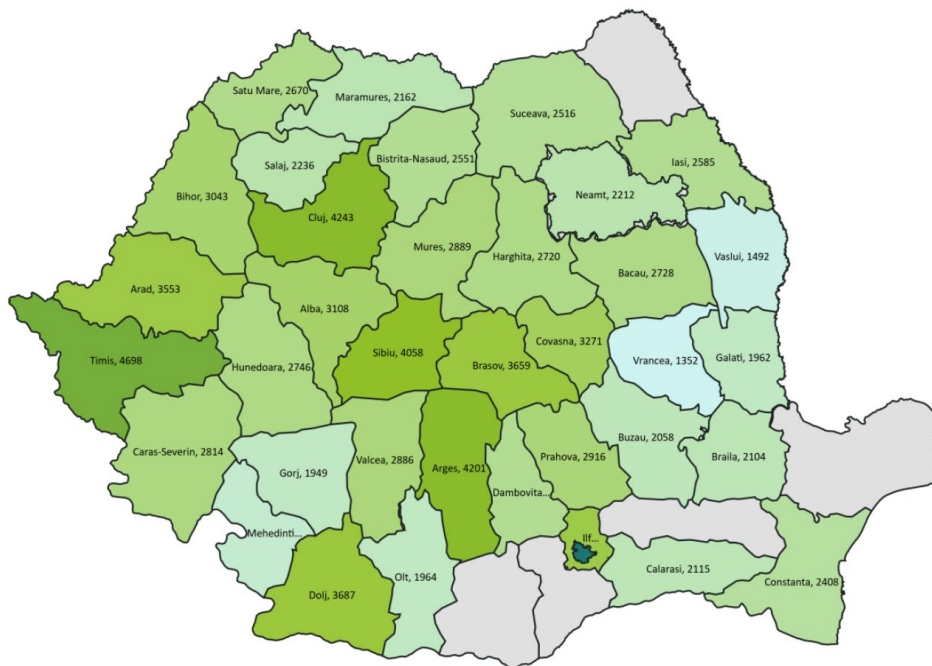 Satu Mare, 2670
Maramures, 2162
Suceava, 2516
Salaj, 2236
Bistrita-Nasaud, 2551
Iasi, 2585
Bihor, 3043
Neamt, 2212
Cluj, 4243
Mures, 2889
Harghita, 2720
Bacau, 2728
Vaslui, 1492
Arad, 3553
Alba, 3108
Covasna, 3271
Timis, 4698
Hunedoara, 2746
Sibiu, 4058
Brasov, 3659
Vrancea, 1352
Galati, 1962
Caras-Severin, 2814
Gorj, 1949
Valcea, 2886
Arges, 4201
Prahova, 2916
Buzau, 2058
Braila, 2104
Dambovita...
Mehedinti...
Ilf...
Olt, 1964
Calarasi, 2115
Constanta, 2408
Dolj, 3687